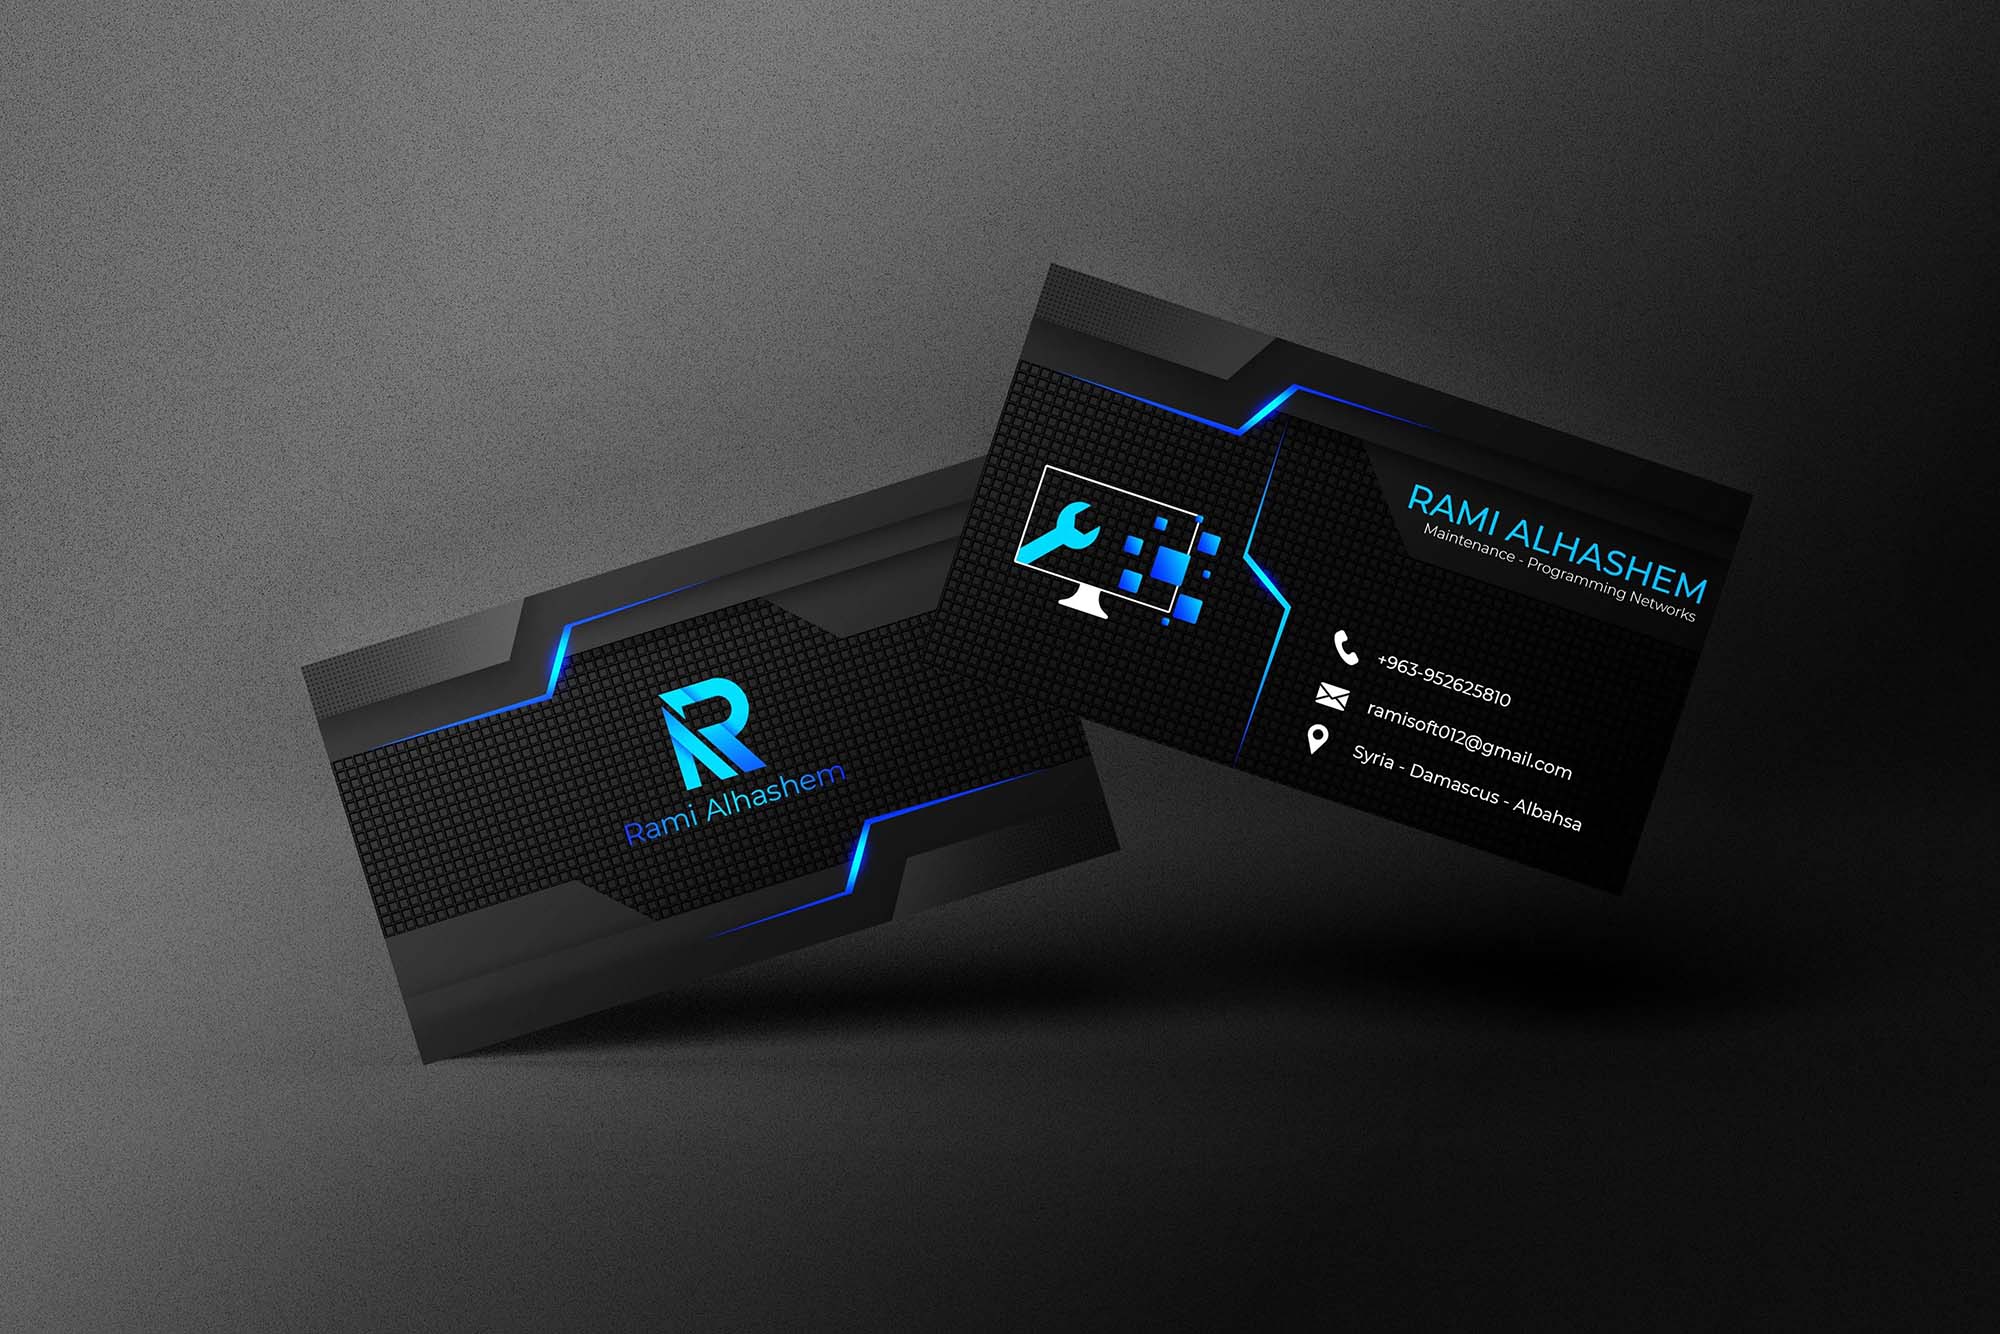 R
Rami Alhashem
RAMI ALHASHEM
Maintenance - Programming Networks
+963-952625810
ramisoft012@gmail.com
Syria - Damascus - Albahsa